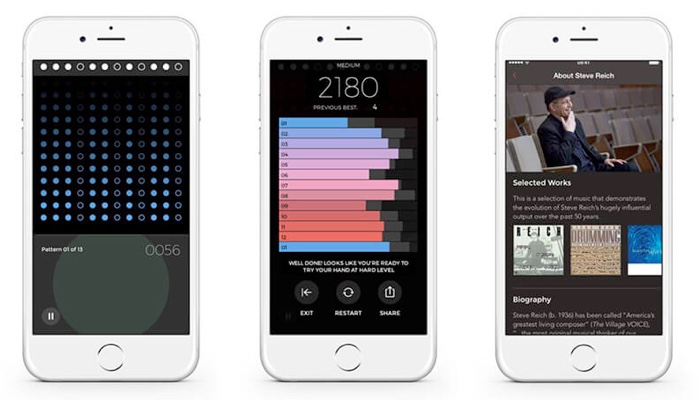 Pattern 01 of 13
0056
MEDIUM
2180
PREVIOUS BEST. 4
01
02
03
04
05
06
07
08
09
10
11
12
01
WELL DONE! LOOKS LIKE YOU'RE READY TO
TRY YOUR HAND AT HARD LEVEL
EXIT
RESTART
SHARE
About Steve Reich
Selected Works
This is a selection of music that demonstrates
the evolution of Steve Reich's hugely influential
output over the past 50 years.
REICH
DRUMMING
Biography
Steve Reich (b. 1936) has been called "America's
greatest living composer" (The Village VOICE),
"...the most original musical thinker of our